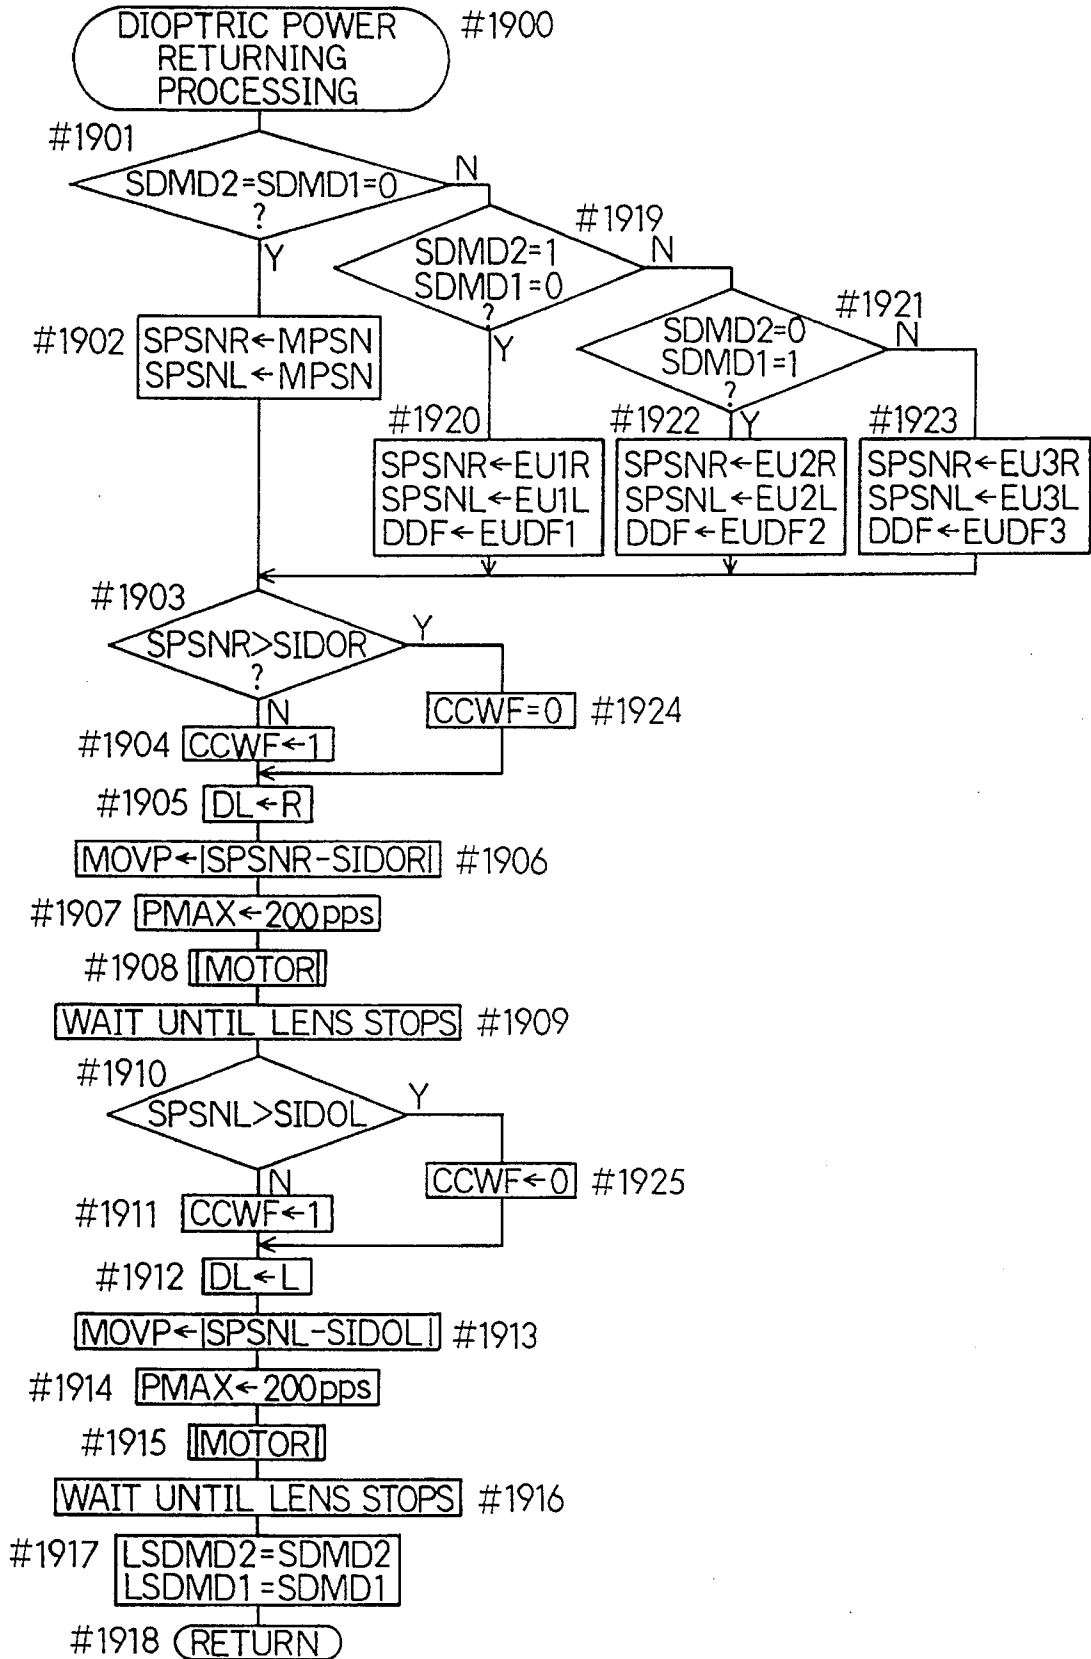 DIOPTRIC POWER
RETURNING
PROCESSING
#1900
#1901
SDMD2=SDMD1=0
?
N
Y
#1919
SDMD2=1
SDMD1=0
?
N
Y
#1921
SDMD2=0
SDMD1=1
?
N
Y
#1902
SPSNR←MPSN
SPSNL←MPSN
#1920
SPSNR←EU1R
SPSNL←EU1L
DDF←EUDF1
#1922
SPSNR←EU2R
SPSNL←EU2L
DDF←EUDF2
#1923
SPSNR←EU3R
SPSNL←EU3L
DDF←EUDF3
#1903
SPSNR>SIDOR
?
Y
N
CCWF=0
#1924
#1904
CCWF←1
#1905
DL←R
MOVP←|SPSNR-SIDOR|
#1906
#1907
PMAX←200pps
#1908
MOTOR
WAIT UNTIL LENS STOPS
#1909
#1910
SPSNL>SIDOL
Y
N
CCWF←0
#1925
#1911
CCWF←1
#1912
DL←L
MOVP←|SPSNL-SIDOL|
#1913
#1914
PMAX←200pps
#1915
MOTOR
WAIT UNTIL LENS STOPS
#1916
#1917
LSDMD2=SDMD2
LSDMD1=SDMD1
#1918
RETURN